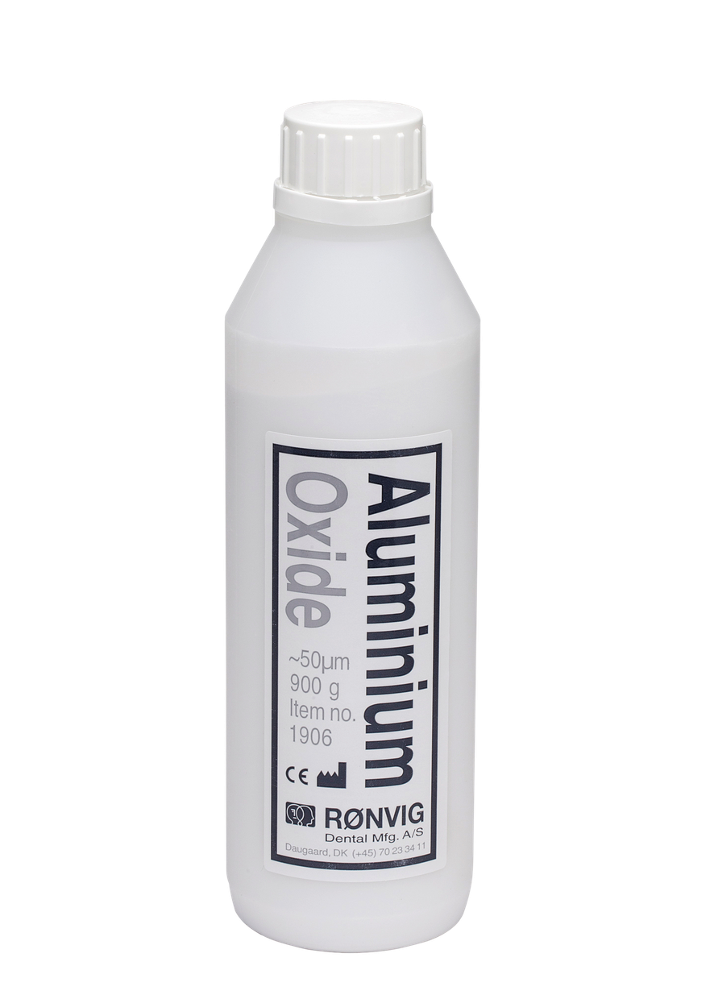 Aluminium
Oxide
~50µm
900 g
Item no.
1906
CE
RØNVIG
Dental Mfg. A/S
Daugaard, DK (+45) 70 23 34 11